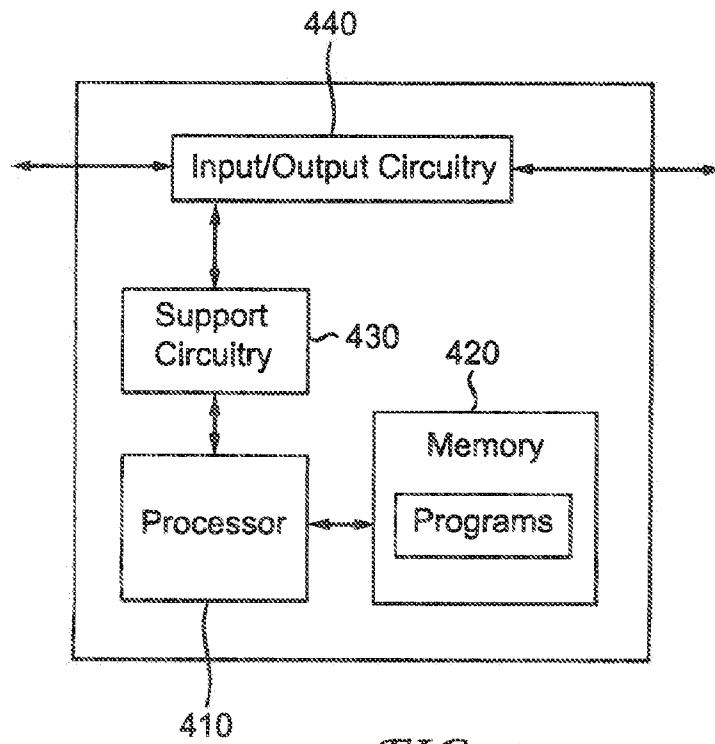 440
Input/Output Circuitry
Support
Circuitry
430
420
Memory
Programs
Processor
410